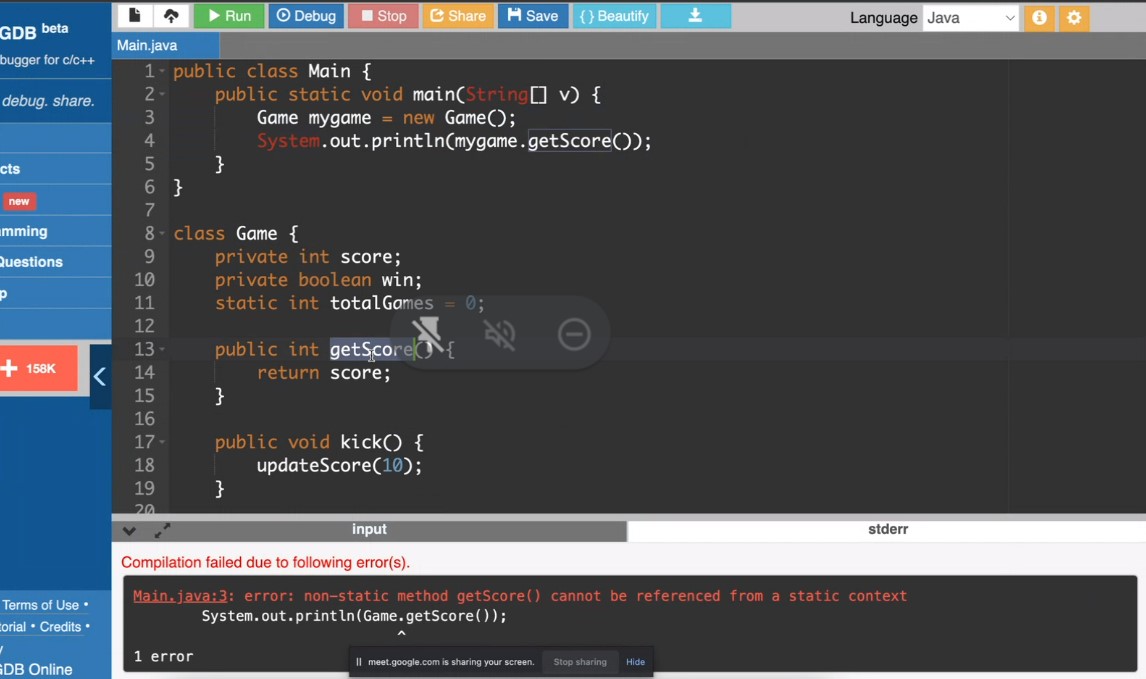 GDB beta
bugger for c/c++
debug. share.
cts
new
mming
Questions
p
+ 158K
Terms of Use •
orial • Credits •
y
GDB Online
Run Debug Stop Share Save { } Beautify
Language Java
Main.java
1 public class Main {
2 public static void main(String[] v) {
3 Game mygame = new Game();
4 System.out.println(mygame.getScore());
5 }
6 }
7
8 class Game {
9 private int score;
10 private boolean win;
11 static int totalGames = 0;
12
13 public int getScore() {
14 return score;
15 }
16
17 public void kick() {
18 updateScore(10);
19 }
20
input stderr
Compilation failed due to following error(s).
Main.java:3: error: non-static method getScore() cannot be referenced from a static context
System.out.println(Game.getScore());
^
1 error
meet.google.com is sharing your screen. Stop sharing Hide